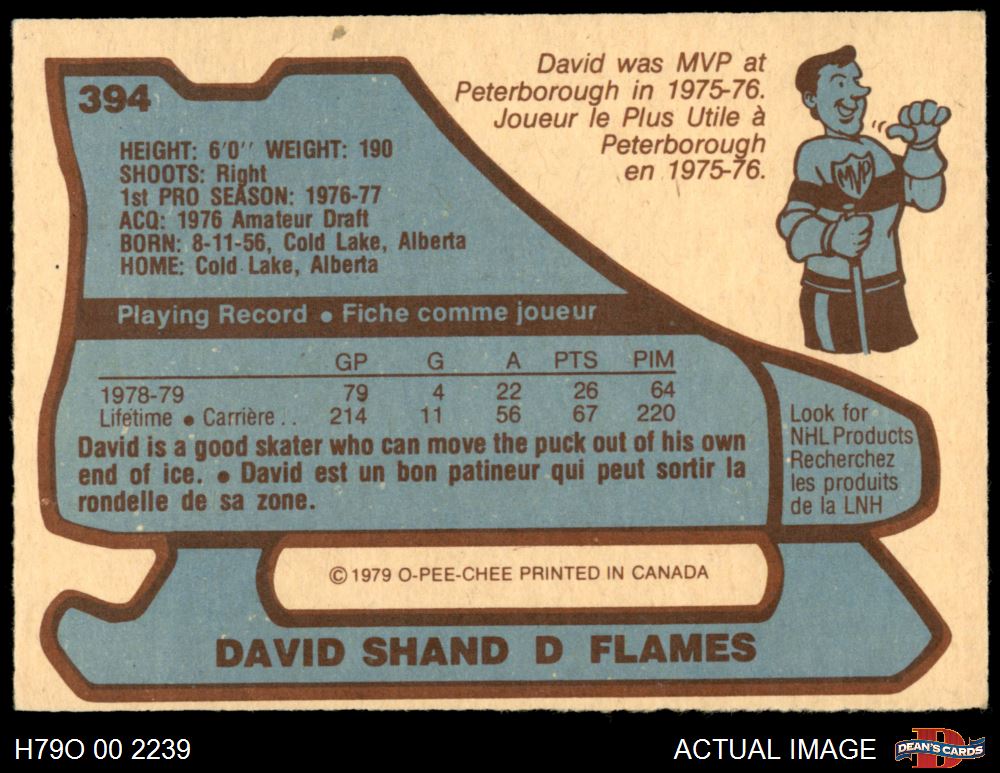 394
David was MVP at
Peterborough in 1975-76.
Joueur le Plus Utile à
Peterborough
en 1975-76.
MVP
HEIGHT: 6'0'' WEIGHT: 190
SHOOTS: Right
1st PRO SEASON: 1976-77
ACQ: 1976 Amateur Draft
BORN: 8-11-56, Cold Lake, Alberta
HOME: Cold Lake, Alberta
Playing Record ● Fiche comme joueur
GP G A PTS PIM
1978-79 79 4 22 26 64
Lifetime ● Carrière . . 214 11 56 67 220
David is a good skater who can move the puck out of his own
end of ice. ● David est un bon patineur qui peut sortir la
rondelle de sa zone.
Look for
NHL Products
Recherchez
les produits
de la LNH
© 1979 O-PEE-CHEE PRINTED IN CANADA
DAVID SHAND D FLAMES
H79O 00 2239
ACTUAL IMAGE
D
DEAN'S CARDS